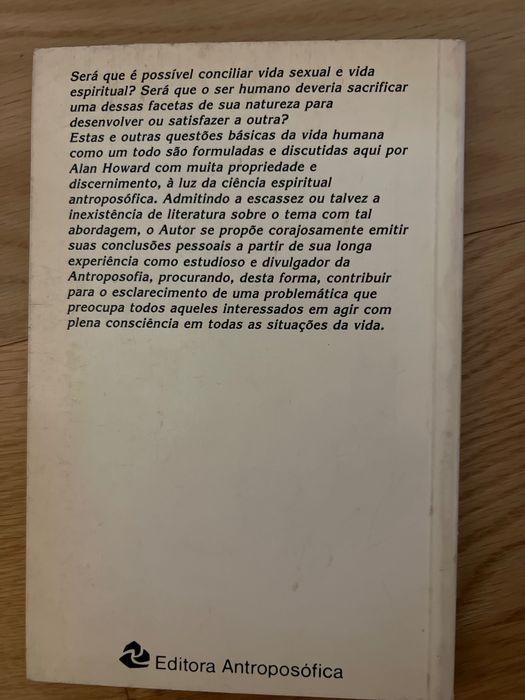 Será que é possível conciliar vida sexual e vida
espiritual? Será que o ser humano deveria sacrificar
uma dessas facetas de sua natureza para
desenvolver ou satisfazer a outra?
Estas e outras questões básicas da vida humana
como um todo são formuladas e discutidas aqui por
Alan Howard com muita propriedade e
discernimento, à luz da ciência espiritual
antroposófica. Admitindo a escassez ou talvez a
inexistência de literatura sobre o tema com tal
abordagem, o Autor se propõe corajosamente emitir
suas conclusões pessoais a partir de sua longa
experiência como estudioso e divulgador da
Antroposofia, procurando, desta forma, contribuir
para o esclarecimento de uma problemática que
preocupa todos aqueles interessados em agir com
plena consciência em todas as situações da vida.
Editora Antroposófica